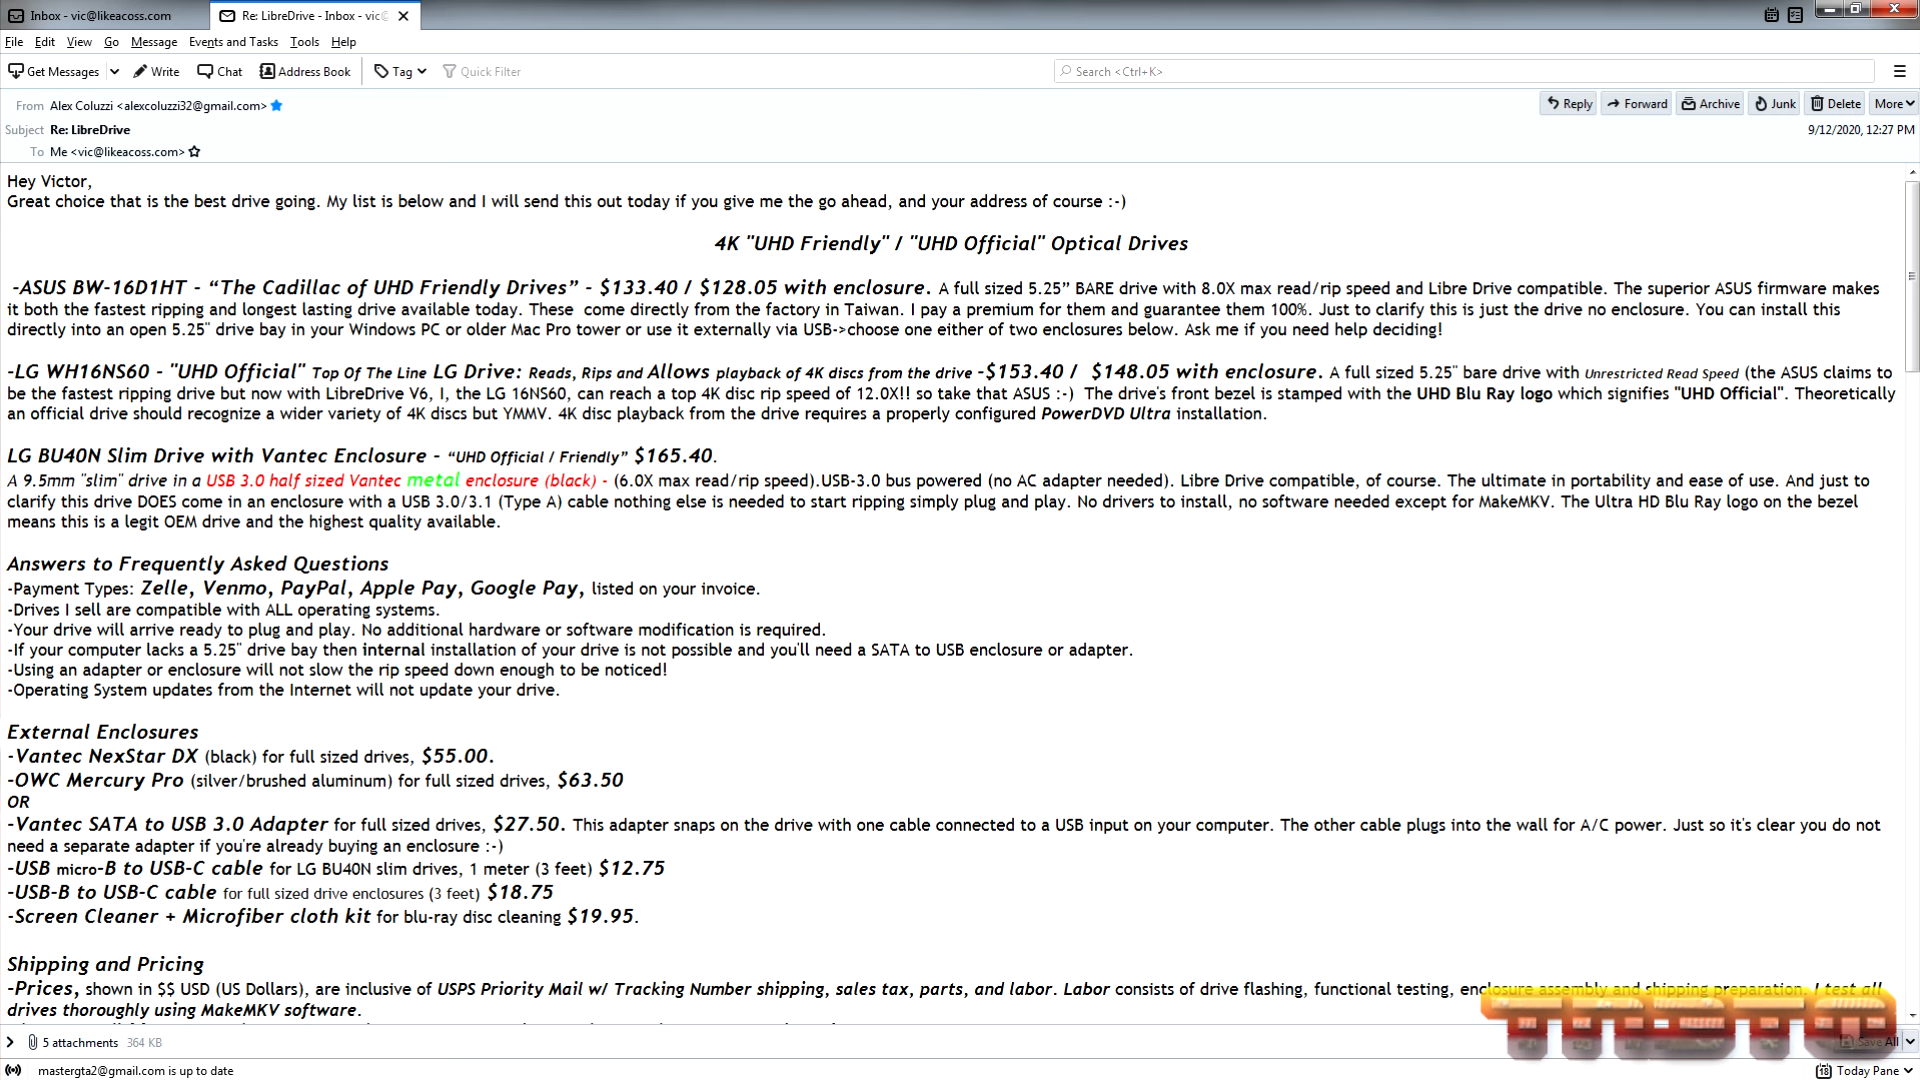 Inbox - vic@likeacoss.com
Re: LibreDrive - Inbox - vic@
File Edit View Go Message Events and Tasks Tools Help
Get Messages Write Chat Address Book Tag Quick Filter Search <Ctrl+K>
From Alex Coluzzi <alexcoluzzi32@gmail.com> Reply Forward Archive Junk Delete More
Subject Re: LibreDrive 9/12/2020, 12:27 PM
To Me <vic@likeacoss.com>
Hey Victor,
Great choice that is the best drive going. My list is below and I will send this out today if you give me the go ahead, and your address of course :-)
4K "UHD Friendly" / "UHD Official" Optical Drives
-ASUS BW-16D1HT - “The Cadillac of UHD Friendly Drives” - $133.40 / $128.05 with enclosure. A full sized 5.25” BARE drive with 8.0X max read/rip speed and Libre Drive compatible. The superior ASUS firmware makes
it both the fastest ripping and longest lasting drive available today. These come directly from the factory in Taiwan. I pay a premium for them and guarantee them 100%. Just to clarify this is just the drive no enclosure. You can install this
directly into an open 5.25" drive bay in your Windows PC or older Mac Pro tower or use it externally via USB->choose one either of two enclosures below. Ask me if you need help deciding!
-LG WH16NS60 - "UHD Official" Top Of The Line LG Drive: Reads, Rips and Allows playback of 4K discs from the drive -$153.40 / $148.05 with enclosure. A full sized 5.25" bare drive with Unrestricted Read Speed (the ASUS claims to
be the fastest ripping drive but now with LibreDrive V6, I, the LG 16NS60, can reach a top 4K disc rip speed of 12.0X!! so take that ASUS :-) The drive's front bezel is stamped with the UHD Blu Ray logo which signifies "UHD Official". Theoretically
an official drive should recognize a wider variety of 4K discs but YMMV. 4K disc playback from the drive requires a properly configured PowerDVD Ultra installation.
LG BU40N Slim Drive with Vantec Enclosure - “UHD Official / Friendly” $165.40.
A 9.5mm "slim" drive in a USB 3.0 half sized Vantec metal enclosure (black) - (6.0X max read/rip speed).USB-3.0 bus powered (no AC adapter needed). Libre Drive compatible, of course. The ultimate in portability and ease of use. And just to
clarify this drive DOES come in an enclosure with a USB 3.0/3.1 (Type A) cable nothing else is needed to start ripping simply plug and play. No drivers to install, no software needed except for MakeMKV. The Ultra HD Blu Ray logo on the bezel
means this is a legit OEM drive and the highest quality available.
Answers to Frequently Asked Questions
-Payment Types: Zelle, Venmo, PayPal, Apple Pay, Google Pay, listed on your invoice.
-Drives I sell are compatible with ALL operating systems.
-Your drive will arrive ready to plug and play. No additional hardware or software modification is required.
-If your computer lacks a 5.25" drive bay then internal installation of your drive is not possible and you'll need a SATA to USB enclosure or adapter.
-Using an adapter or enclosure will not slow the rip speed down enough to be noticed!
-Operating System updates from the Internet will not update your drive.
External Enclosures
-Vantec NexStar DX (black) for full sized drives, $55.00.
-OWC Mercury Pro (silver/brushed aluminum) for full sized drives, $63.50
OR
-Vantec SATA to USB 3.0 Adapter for full sized drives, $27.50. This adapter snaps on the drive with one cable connected to a USB input on your computer. The other cable plugs into the wall for A/C power. Just so it's clear you do not
need a separate adapter if you're already buying an enclosure :-)
-USB micro-B to USB-C cable for LG BU40N slim drives, 1 meter (3 feet) $12.75
-USB-B to USB-C cable for full sized drive enclosures (3 feet) $18.75
-Screen Cleaner + Microfiber cloth kit for blu-ray disc cleaning $19.95.
Shipping and Pricing
-Prices, shown in $$ USD (US Dollars), are inclusive of USPS Priority Mail w/ Tracking Number shipping, sales tax, parts, and labor. Labor consists of drive flashing, functional testing, enclosure assembly and shipping preparation. I test all
drives thoroughly using MakeMKV software.
5 attachments 364 KB Save All
mastergta2@gmail.com is up to date 18 Today Pane